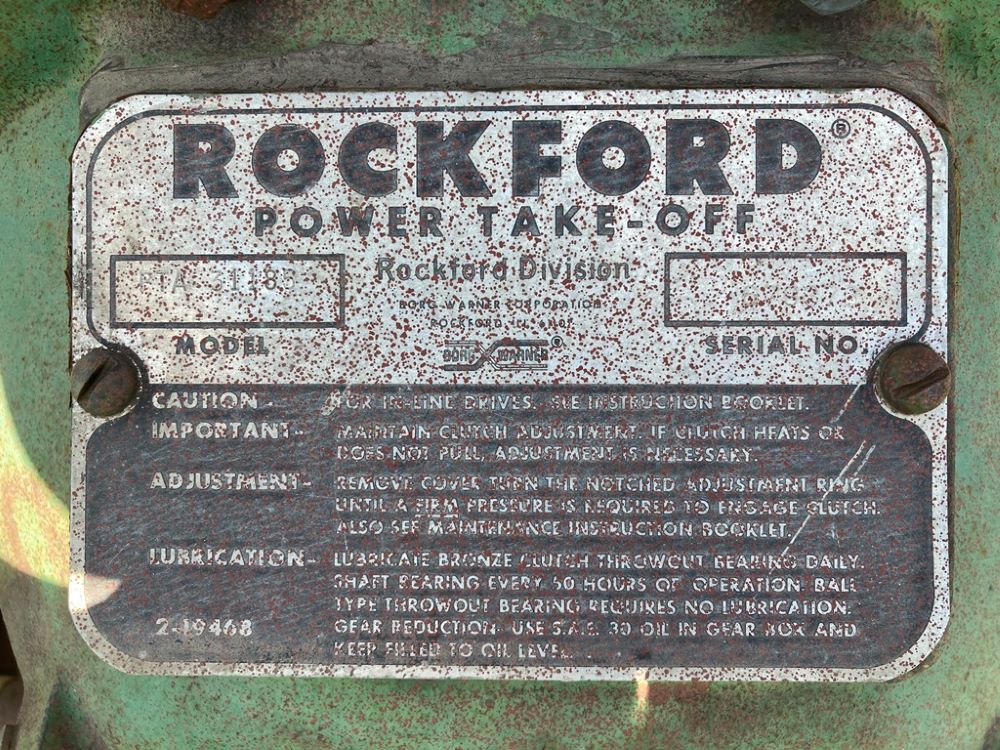 ROCKFORD®
POWER TAKE-OFF
Rockford Division
BORG-WARNER CORPORATION
ROCKFORD, ILL.
MODEL
BORG WARNER®
SERIAL NO.
CAUTION - FOR IN-LINE DRIVES. SEE INSTRUCTION BOOKLET.
IMPORTANT - MAINTAIN CLUTCH ADJUSTMENT. IF CLUTCH HEATS OR
DOES NOT PULL, ADJUSTMENT IS NECESSARY.
ADJUSTMENT - REMOVE COVER TURN THE NOTCHED ADJUSTMENT RING
UNTIL A FIRM PRESSURE IS REQUIRED TO ENGAGE CLUTCH.
ALSO SEE MAINTENANCE INSTRUCTION BOOKLET.
LUBRICATION - LUBRICATE BRONZE CLUTCH THROWOUT BEARING DAILY.
SHAFT BEARING EVERY 50 HOURS OF OPERATION BALL
TYPE THROWOUT BEARING REQUIRES NO LUBRICATION.
2-19468 GEAR REDUCTION- USE S.A.E. 30 OIL IN GEAR BOX AND
KEEP FILLED TO OIL LEVEL.